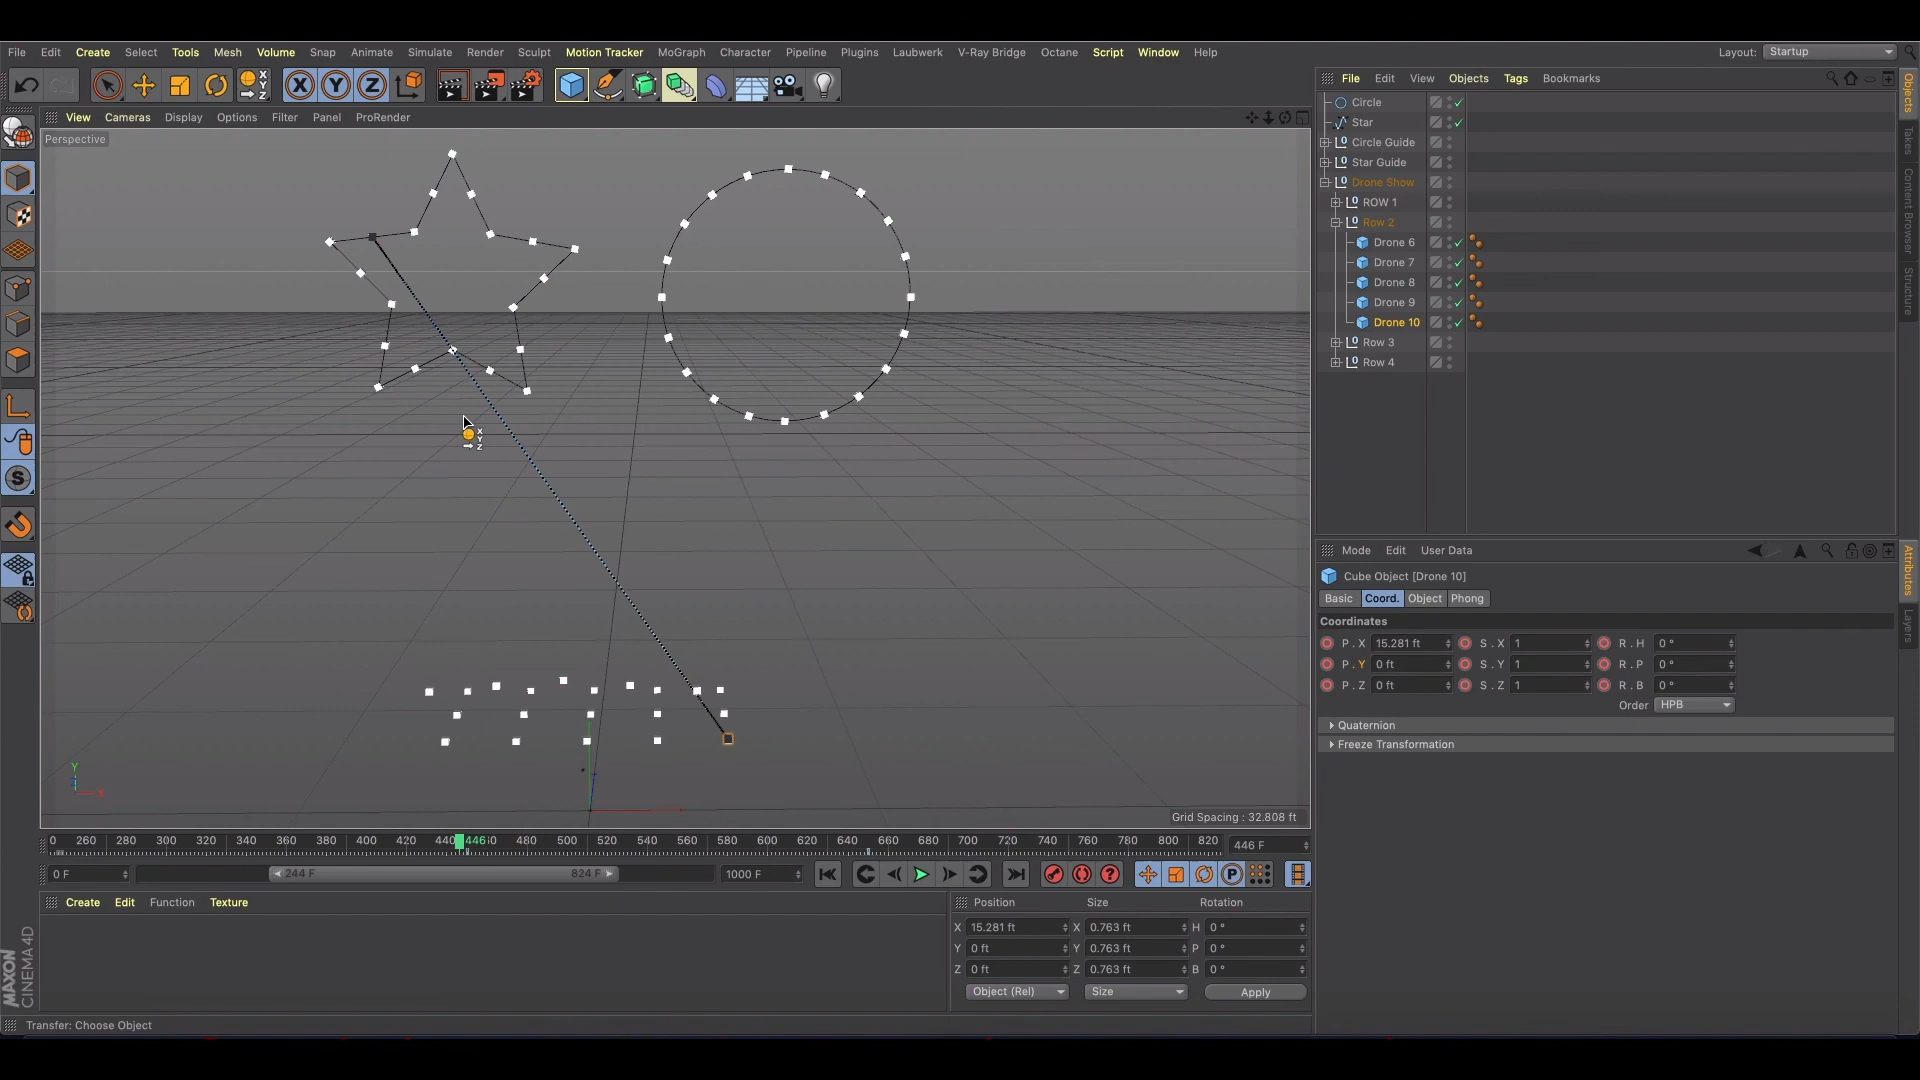 File Edit Create Select Tools Mesh Volume Snap Animate Simulate Render Sculpt Motion Tracker MoGraph Character Pipeline Plugins Laubwerk V-Ray Bridge Octane Script Window Help Layout: Startup
X Y Z X Y Z
File Edit View Objects Tags Bookmarks
View Cameras Display Options Filter Panel ProRender
Perspective
Circle
Star
Circle Guide
Star Guide
Drone Show
ROW 1
Row 2
Drone 6
Drone 7
Drone 8
Drone 9
Drone 10
Row 3
Row 4
Objects
Takes
Content Browser
Structure
X
Y
Z
S
Mode Edit User Data
Cube Object [Drone 10]
Basic Coord. Object Phong
Coordinates
P . X 15.281 ft S . X 1 R . H 0 °
P . Y 0 ft S . Y 1 R . P 0 °
P . Z 0 ft S . Z 1 R . B 0 °
Order HPB
Quaternion
Freeze Transformation
Attributes
Layers
Y
X
Grid Spacing : 32.808 ft
260 280 300 320 340 360 380 400 420 446 480 500 520 540 560 580 600 620 640 660 680 700 720 740 760 780 800 820 446 F
0 F 244 F 824 F 1000 F P
Create Edit Function Texture
Position Size Rotation
X 15.281 ft X 0.763 ft H 0 °
Y 0 ft Y 0.763 ft P 0 °
Z 0 ft Z 0.763 ft B 0 °
Object (Rel) Size Apply
MAXON
CINEMA4D
Transfer: Choose Object